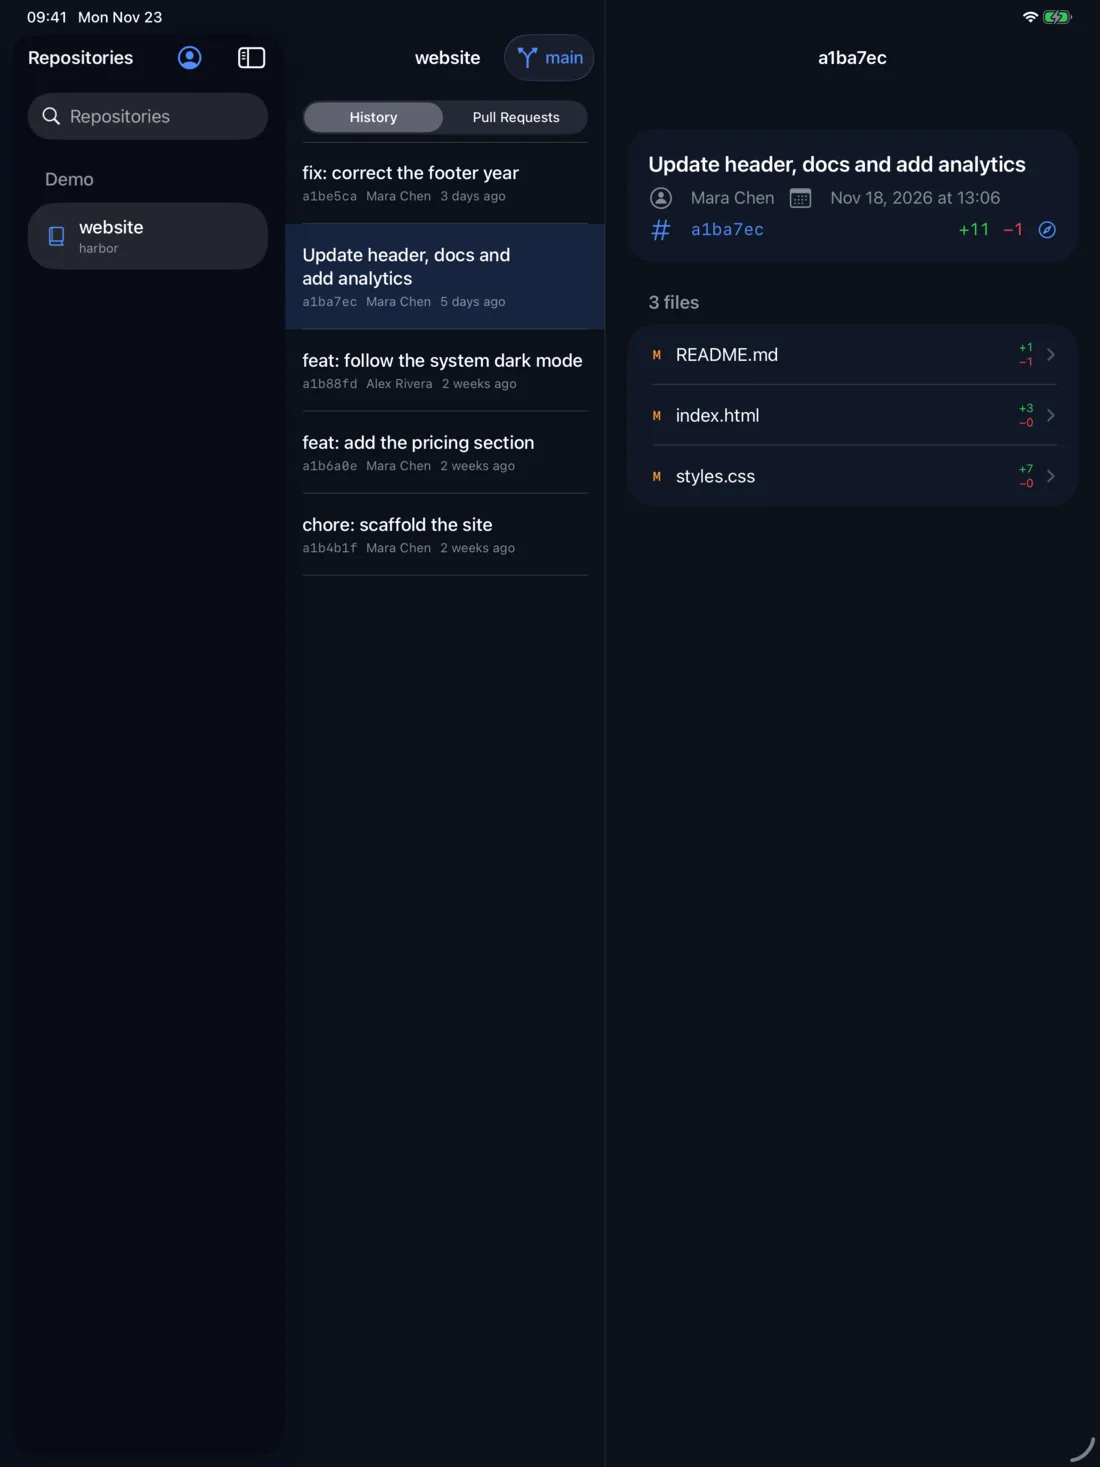 09:41 Mon Nov 23
Repositories
Repositories
Demo
website
harbor
website
main
History
Pull Requests
fix: correct the footer year
a1be5ca Mara Chen 3 days ago
Update header, docs and
add analytics
a1ba7ec Mara Chen 5 days ago
feat: follow the system dark mode
a1b88fd Alex Rivera 2 weeks ago
feat: add the pricing section
a1b6a0e Mara Chen 2 weeks ago
chore: scaffold the site
a1b4b1f Mara Chen 2 weeks ago
a1ba7ec
Update header, docs and add analytics
Mara Chen Nov 18, 2026 at 13:06
# a1ba7ec +11 −1
3 files
M README.md +1 −1
M index.html +3 −0
M styles.css +7 −0